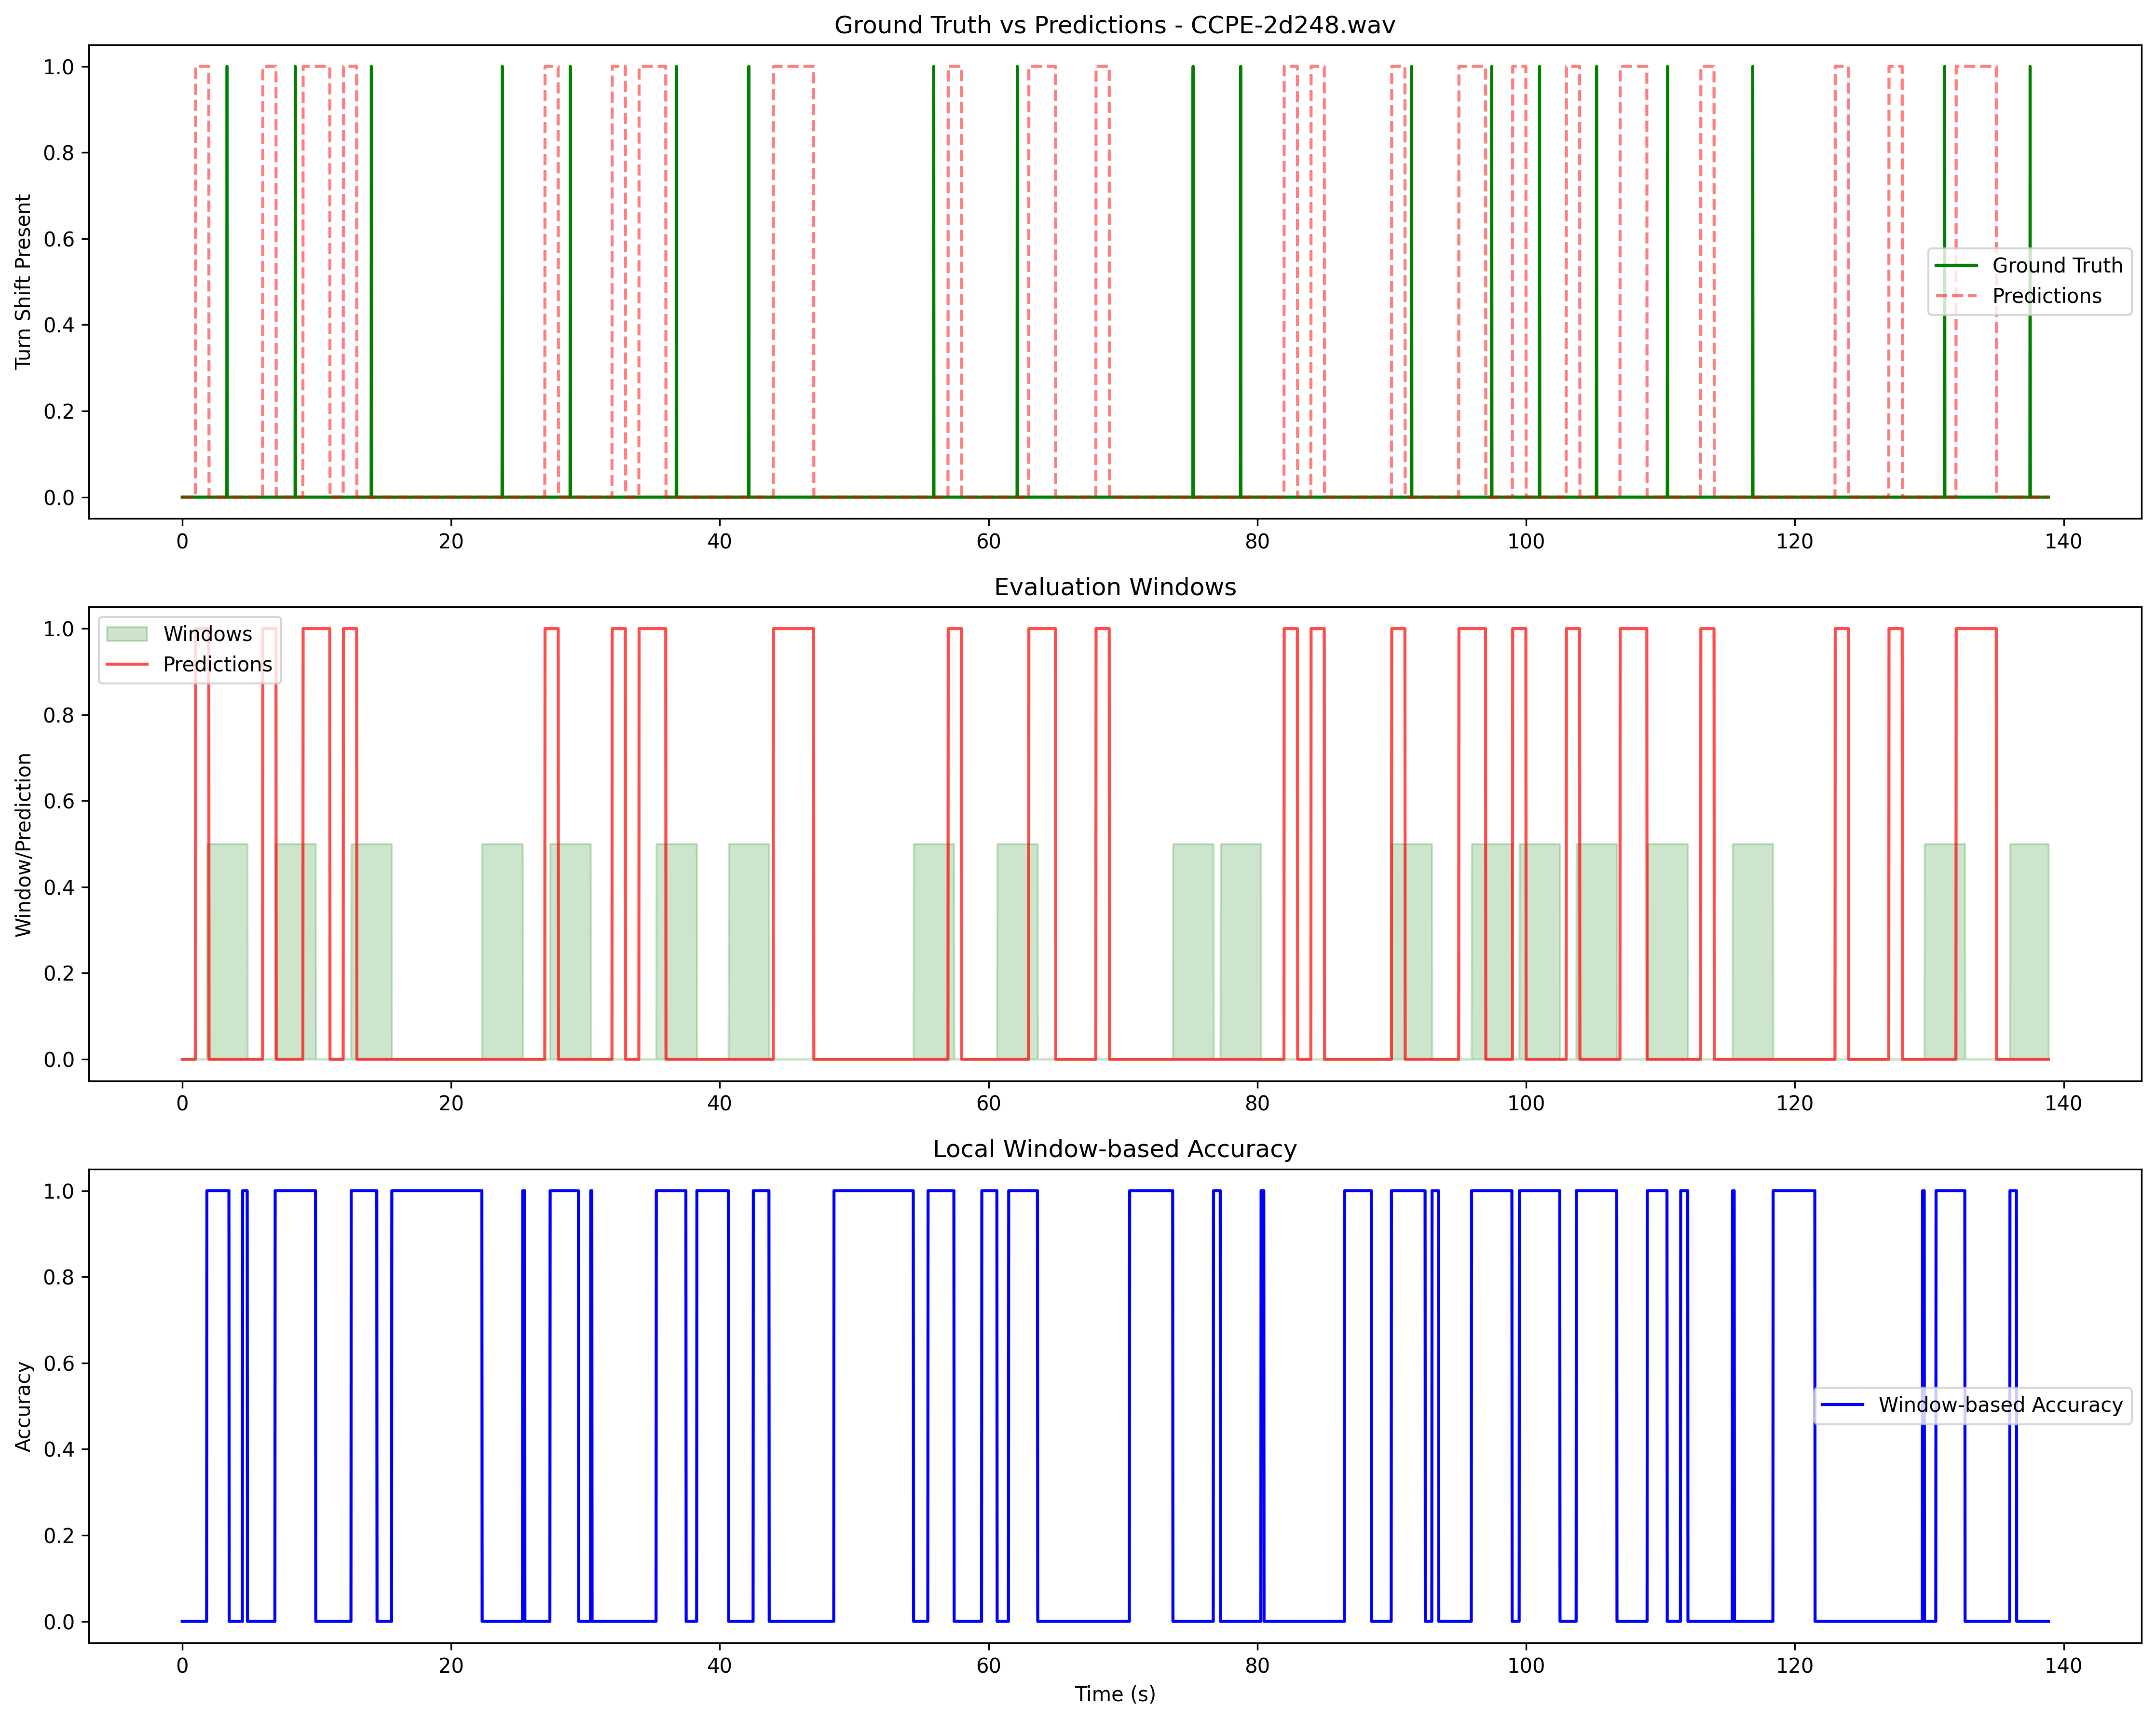 Ground Truth vs Predictions - CCPE-2d248.wav
1.0
0.8
0.6
0.4
0.2
0.0
Turn Shift Present
Ground Truth
Predictions
0 20 40 60 80 100 120 140
Evaluation Windows
1.0
0.8
0.6
0.4
0.2
0.0
Window/Prediction
Windows
Predictions
0 20 40 60 80 100 120 140
Local Window-based Accuracy
1.0
0.8
0.6
0.4
0.2
0.0
Accuracy
Window-based Accuracy
0 20 40 60 80 100 120 140
Time (s)